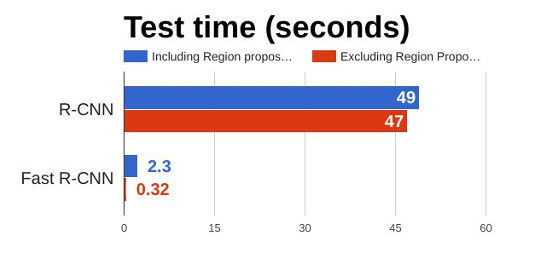 Test time (seconds)
Including Region propos… Excluding Region Propo…
R-CNN 49
47
Fast R-CNN 2.3
0.32
0 15 30 45 60